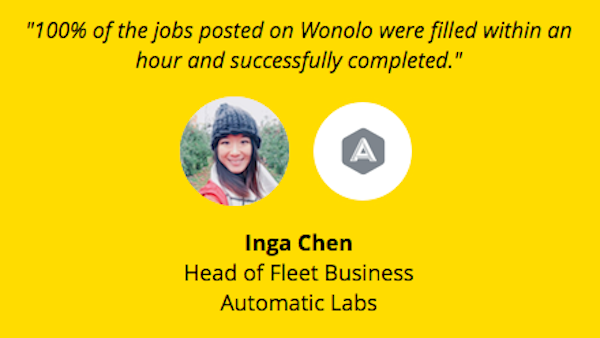 "100% of the jobs posted on Wonolo were filled within an
hour and successfully completed."
Inga Chen
Head of Fleet Business
Automatic Labs